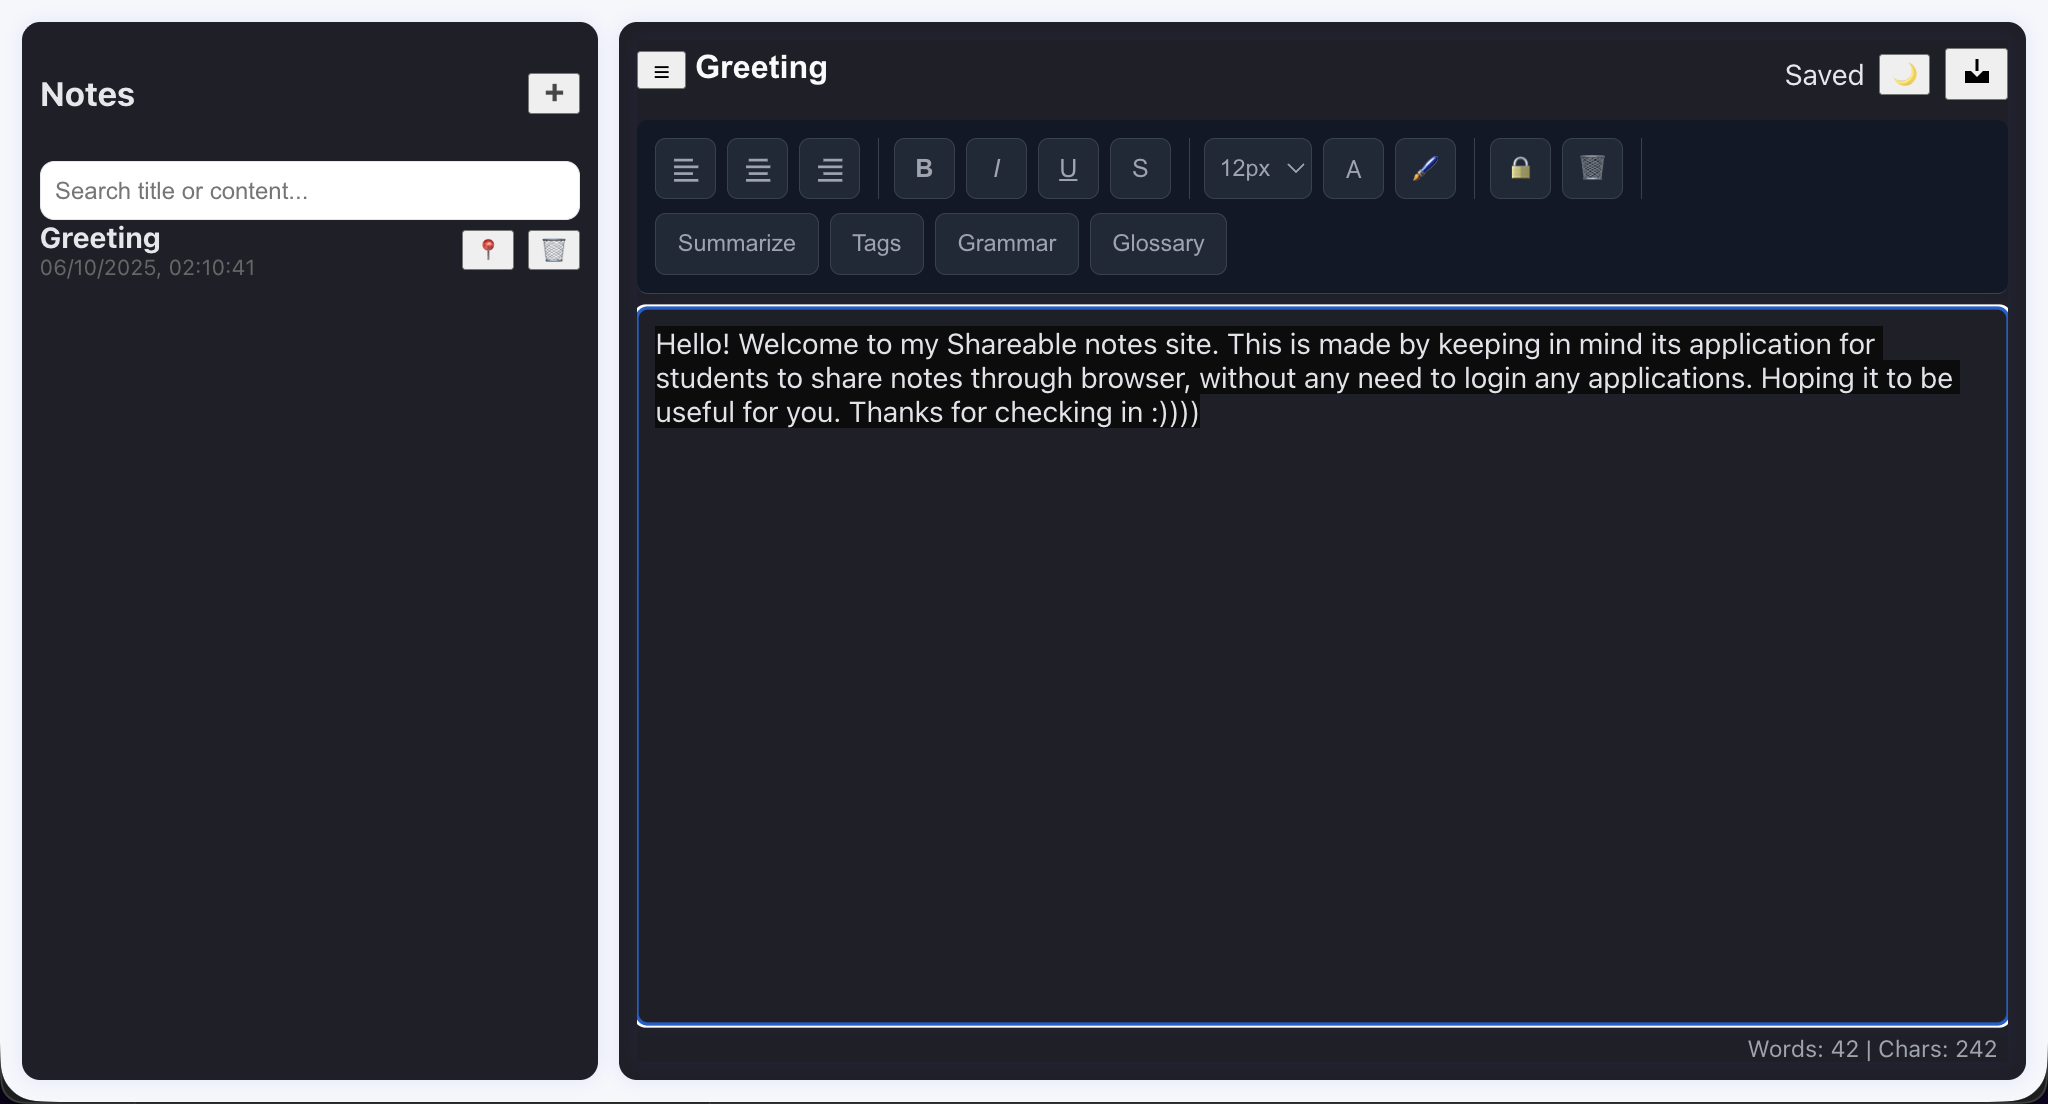 Notes
+
Search title or content...
Greeting
06/10/2025, 02:10:41
≡ Greeting
Saved
B I U S 12px A
Summarize Tags Grammar Glossary
Hello! Welcome to my Shareable notes site. This is made by keeping in mind its application for
students to share notes through browser, without any need to login any applications. Hoping it to be
useful for you. Thanks for checking in :))))
Words: 42 | Chars: 242